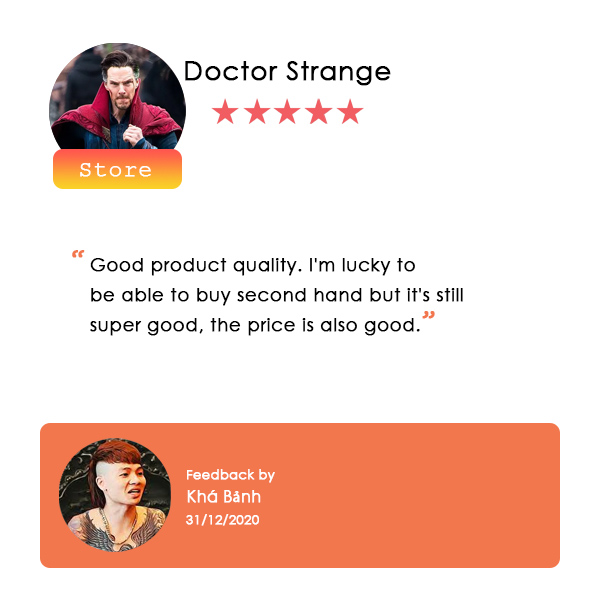 Doctor Strange
Store
“ Good product quality. I'm lucky to
be able to buy second hand but it's still
super good, the price is also good.”
Feedback by
Khá Bảnh
31/12/2020